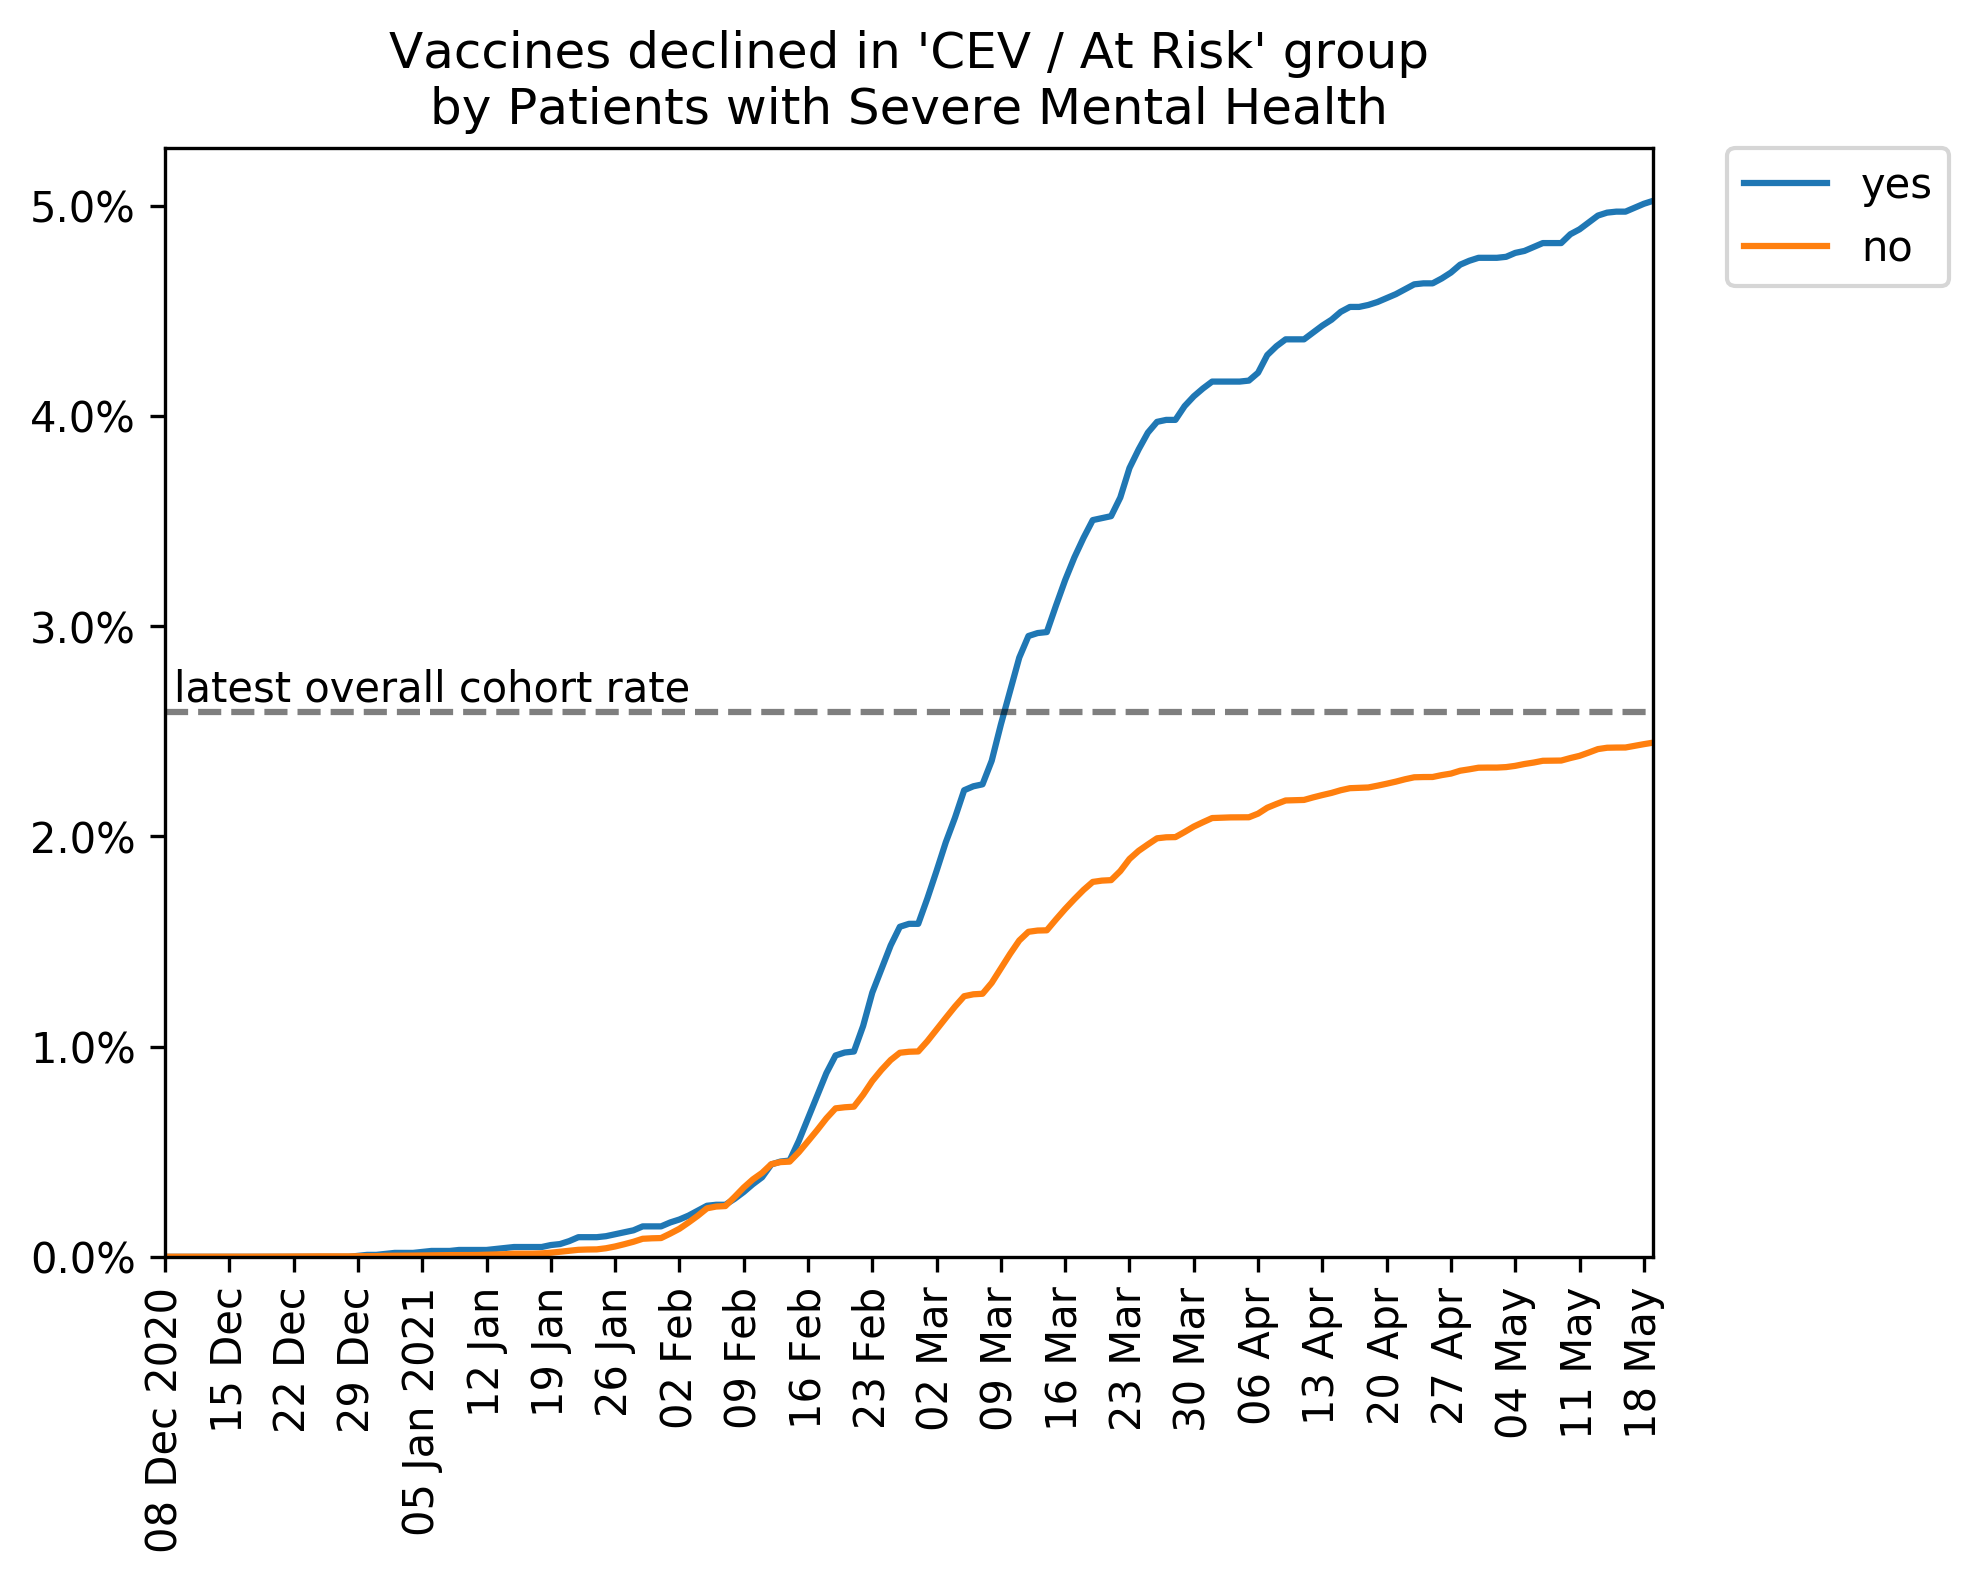 Vaccines declined in 'CEV / At Risk' group
by Patients with Severe Mental Health
yes
no
5.0%
4.0%
3.0%
latest overall cohort rate
2.0%
1.0%
0.0%
08 Dec 2020
15 Dec
22 Dec
29 Dec
05 Jan 2021
12 Jan
19 Jan
26 Jan
02 Feb
09 Feb
16 Feb
23 Feb
02 Mar
09 Mar
16 Mar
23 Mar
30 Mar
06 Apr
13 Apr
20 Apr
27 Apr
04 May
11 May
18 May